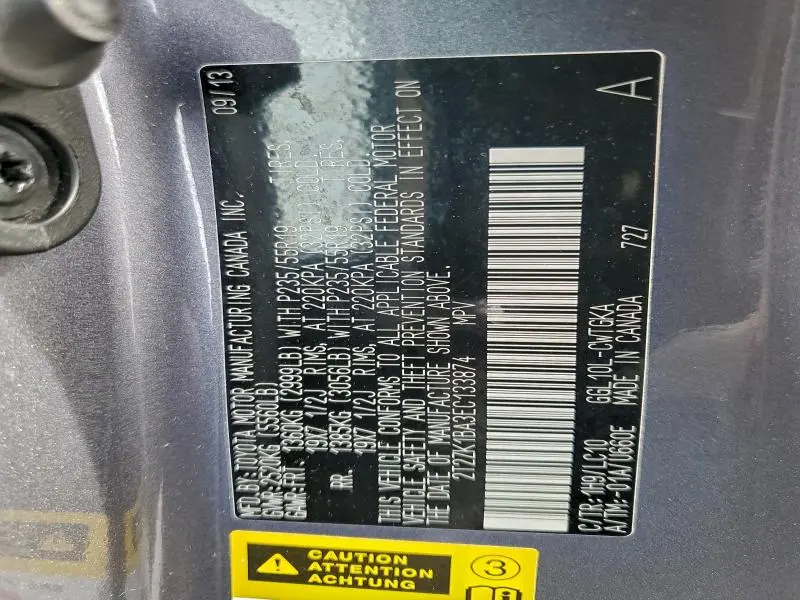 MFD. BY: TOYOTA MOTOR MANUFACTURING CANADA INC. 09/13
GVWR: 2520KG (5560LB)
GAWR: FRT. 1360KG (2999LB) WITH P235/55R19 TIRES,
19X7 1/2J RIMS, AT 220KPA (32PSI) COLD
RR. 1385KG (3056LB) WITH P235/55R19 TIRES,
19X7 1/2J RIMS, AT 220KPA (32PSI) COLD.
THIS VEHICLE CONFORMS TO ALL APPLICABLE FEDERAL MOTOR
VEHICLE SAFETY AND THEFT PREVENTION STANDARDS IN EFFECT ON
THE DATE OF MANUFACTURE SHOWN ABOVE.
2T2ZK1BA3EC133874 MPV
C/TR: 1H9/LC10 GGL10L-CWTGKA 727 A
A/TM: -01A/U660E MADE IN CANADA
CAUTION
ATTENTION
ACHTUNG
3